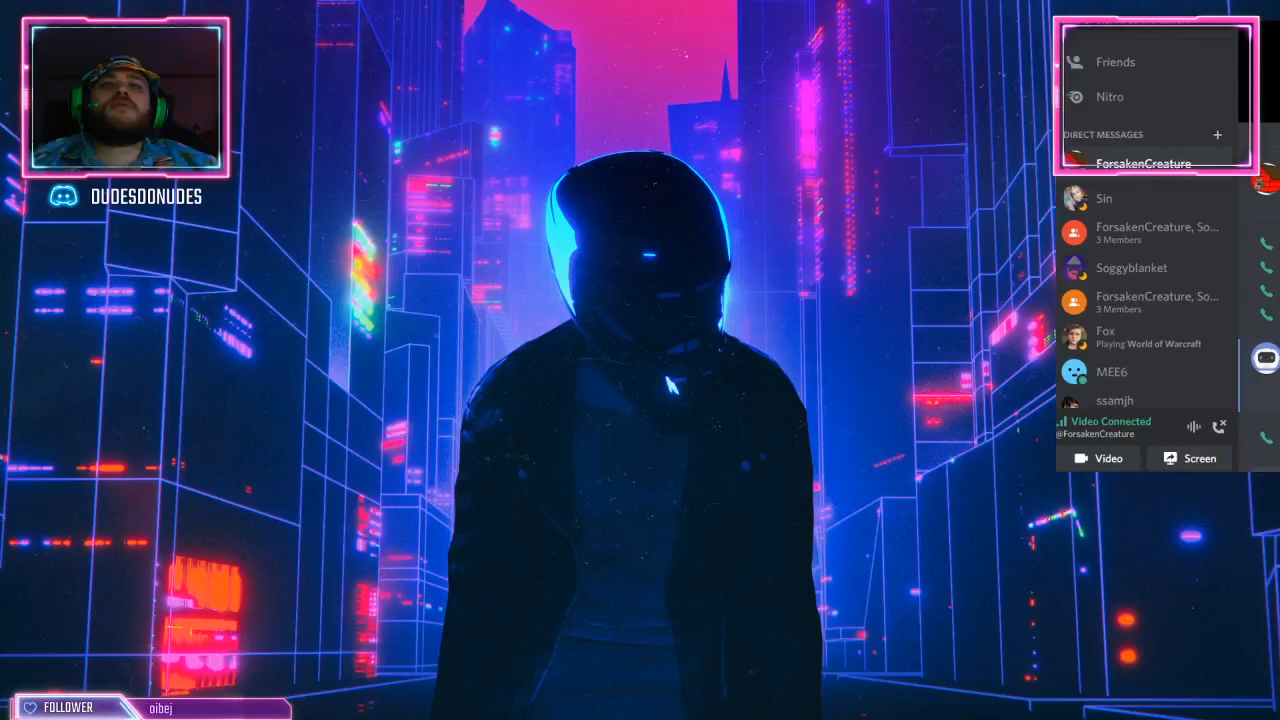 DUDESDONUDES
Friends
Nitro
DIRECT MESSAGES
ForsakenCreature
Sin
ForsakenCreature, So...
3 Members
Soggyblanket
ForsakenCreature, So...
3 Members
Fox
Playing World of Warcraft
MEE6
ssamjh
Video Connected
@ForsakenCreature
Video
Screen
FOLLOWER
oibej